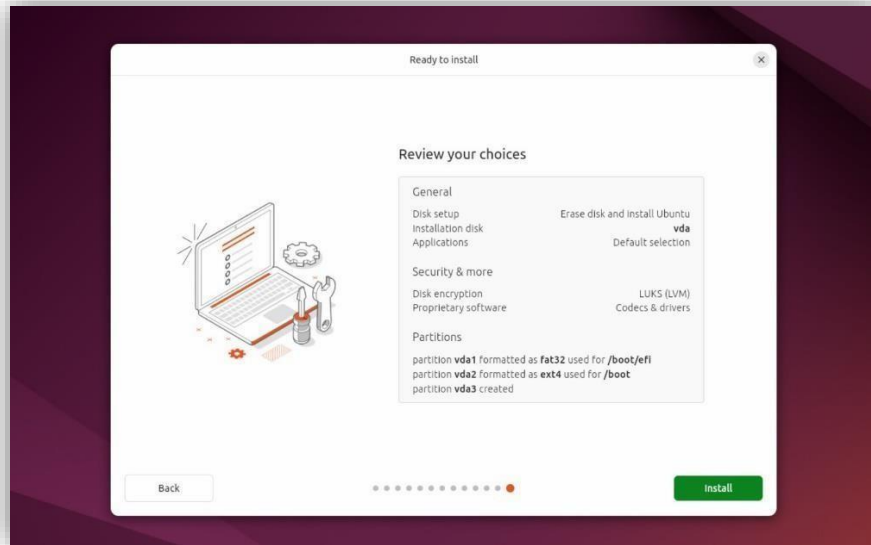 Ready to install
Review your choices
General
Disk setup Erase disk and install Ubuntu
Installation disk vda
Applications Default selection
Security & more
Disk encryption LUKS (LVM)
Proprietary software Codecs & drivers
Partitions
partition vda1 formatted as fat32 used for /boot/efi
partition vda2 formatted as ext4 used for /boot
partition vda3 created
Back
Install